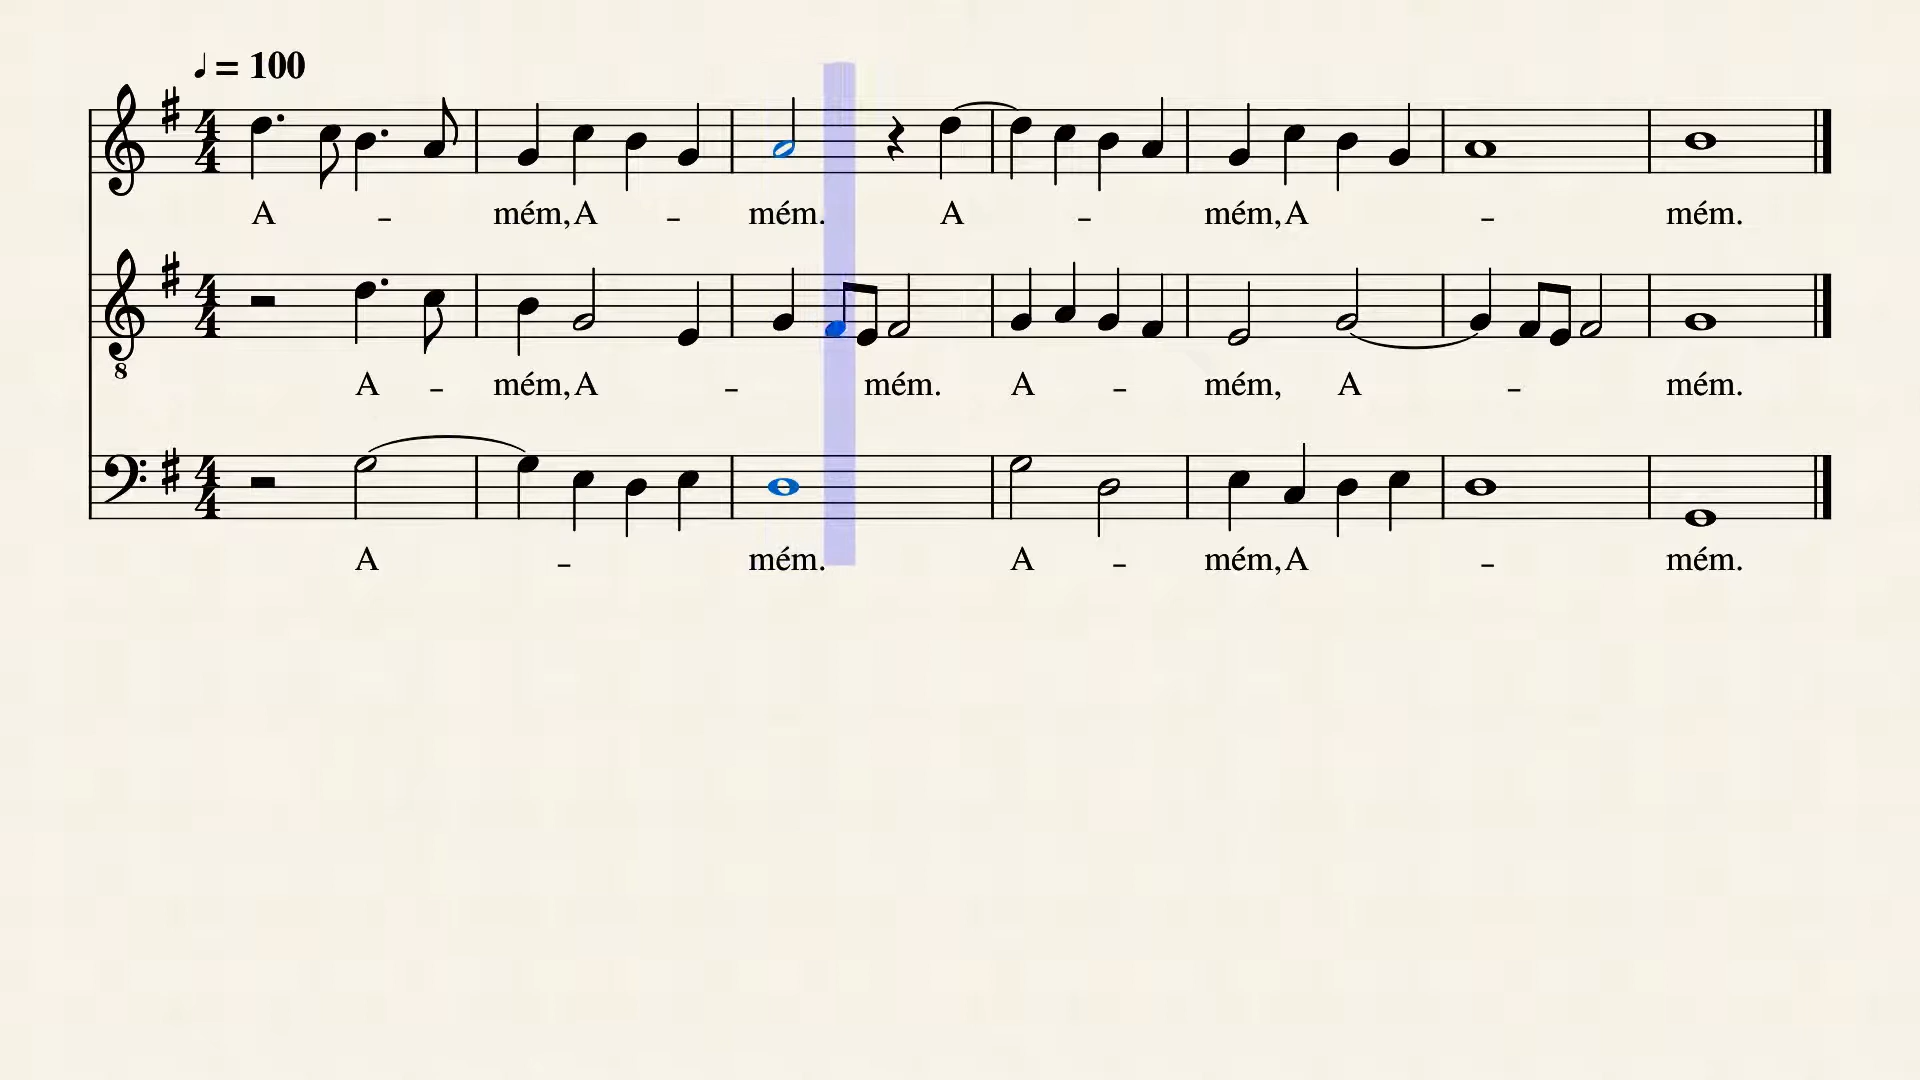 ♩ = 100
A - mém, A - mém. A - mém, A - mém.
8
A - mém, A - mém. A - mém, A - mém.
A - mém. A - mém, A - mém.